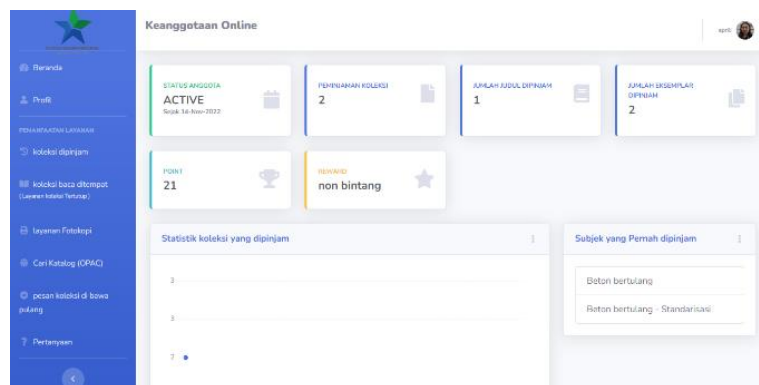 Keanggotaan Online
april
Beranda
Profil
PEMANFAATAN LAYANAN
koleksi dipinjam
koleksi baca ditempat
(Layanan Koleksi Tertutup)
layanan Fotokopi
Cari Katalog (OPAC)
pesan koleksi di bawa
pulang
Pertanyaan
STATUS ANGGOTA
ACTIVE
Sejak 14-Nov-2022
PEMINJAMAN KOLEKSI
2
JUMLAH JUDUL DIPINJAM
1
JUMLAH EKSEMPLAR
DIPINJAM
2
POINT
21
REWARD
non bintang
Statistik koleksi yang dipinjam
3
3
2
Subjek yang Pernah dipinjam
Beton bertulang
Beton bertulang - Standarisasi